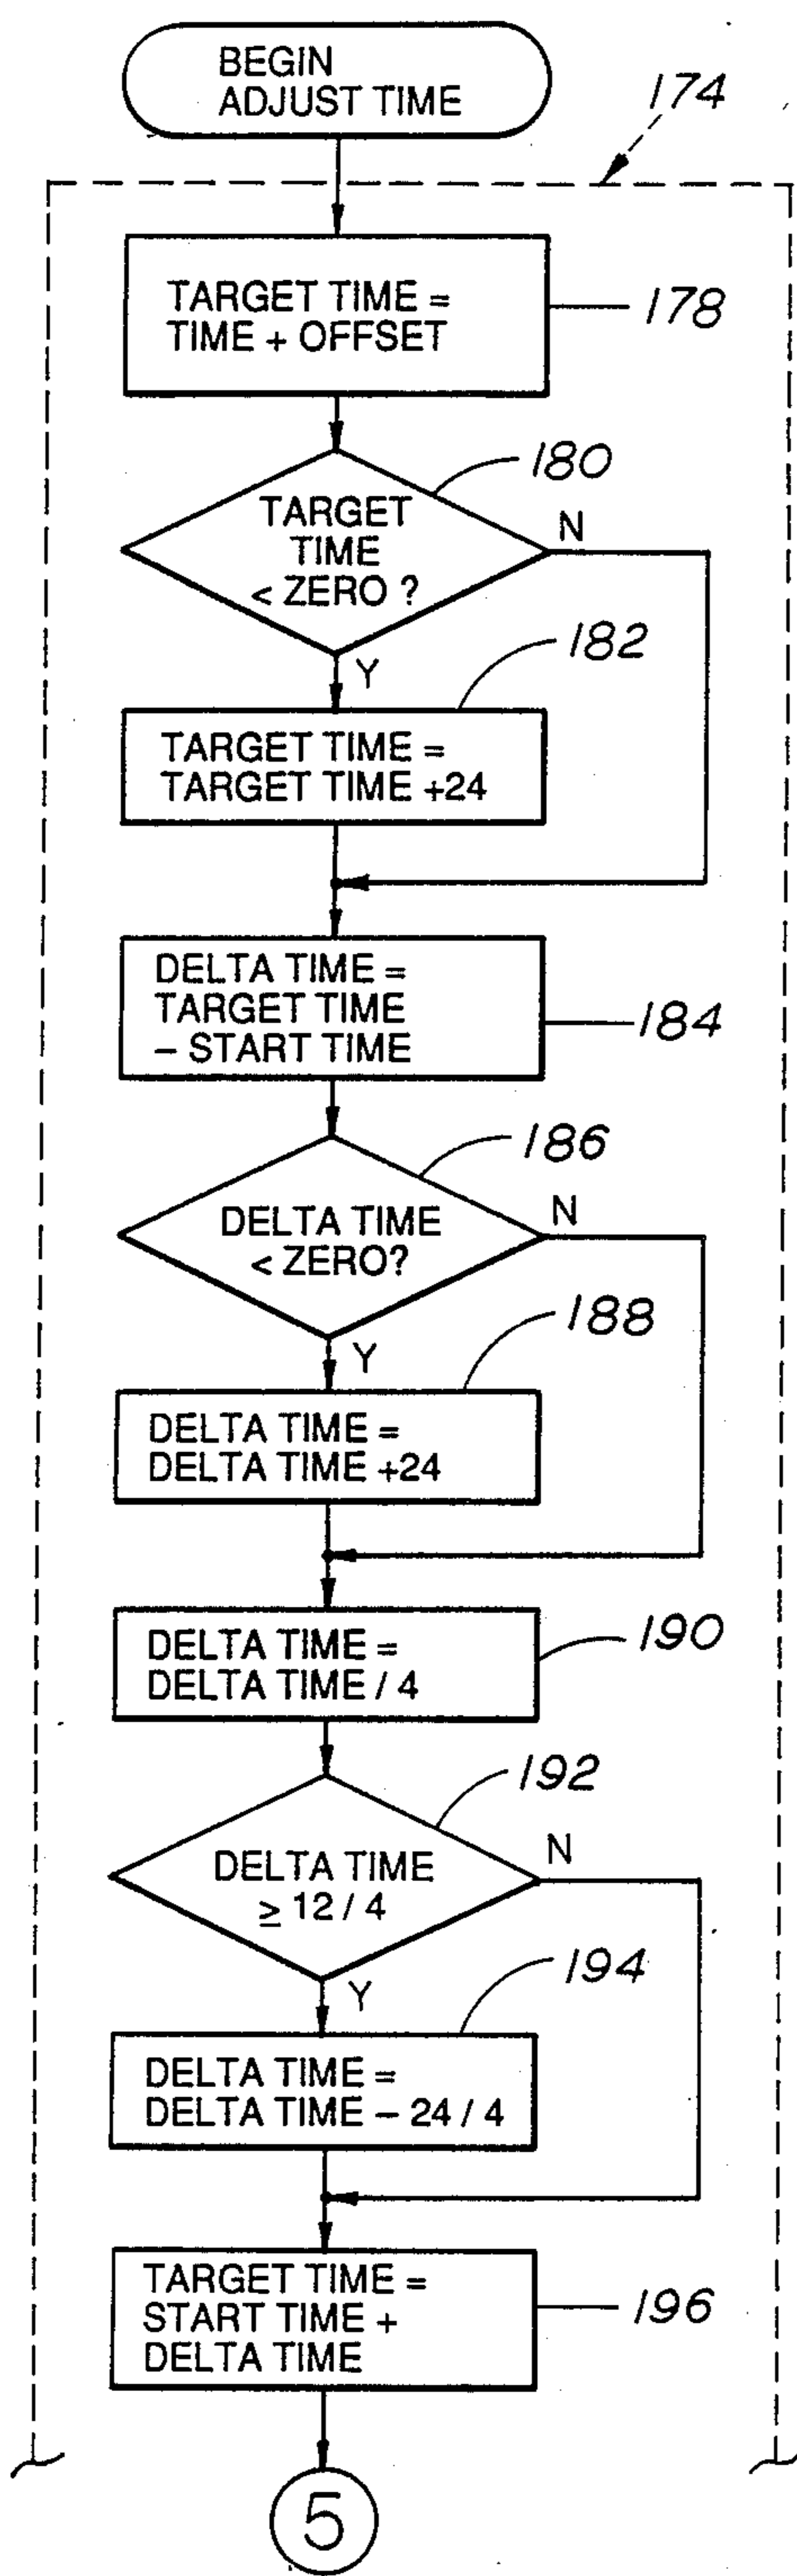 BEGIN
ADJUST TIME
174
TARGET TIME =
TIME + OFFSET
178
180
TARGET
TIME
< ZERO ?
N
182
Y
TARGET TIME =
TARGET TIME +24
DELTA TIME =
TARGET TIME
– START TIME
184
186
DELTA TIME
< ZERO?
N
188
Y
DELTA TIME =
DELTA TIME +24
DELTA TIME =
DELTA TIME / 4
190
192
DELTA TIME
≥ 12 / 4
N
194
Y
DELTA TIME =
DELTA TIME – 24 / 4
TARGET TIME =
START TIME +
DELTA TIME
196
5